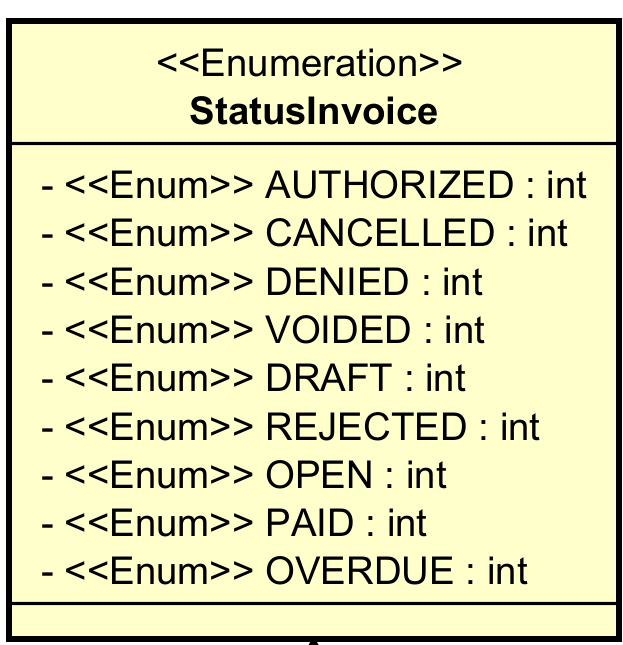 <<Enumeration>>
StatusInvoice
- <<Enum>> AUTHORIZED : int
- <<Enum>> CANCELLED : int
- <<Enum>> DENIED : int
- <<Enum>> VOIDED : int
- <<Enum>> DRAFT : int
- <<Enum>> REJECTED : int
- <<Enum>> OPEN : int
- <<Enum>> PAID : int
- <<Enum>> OVERDUE : int